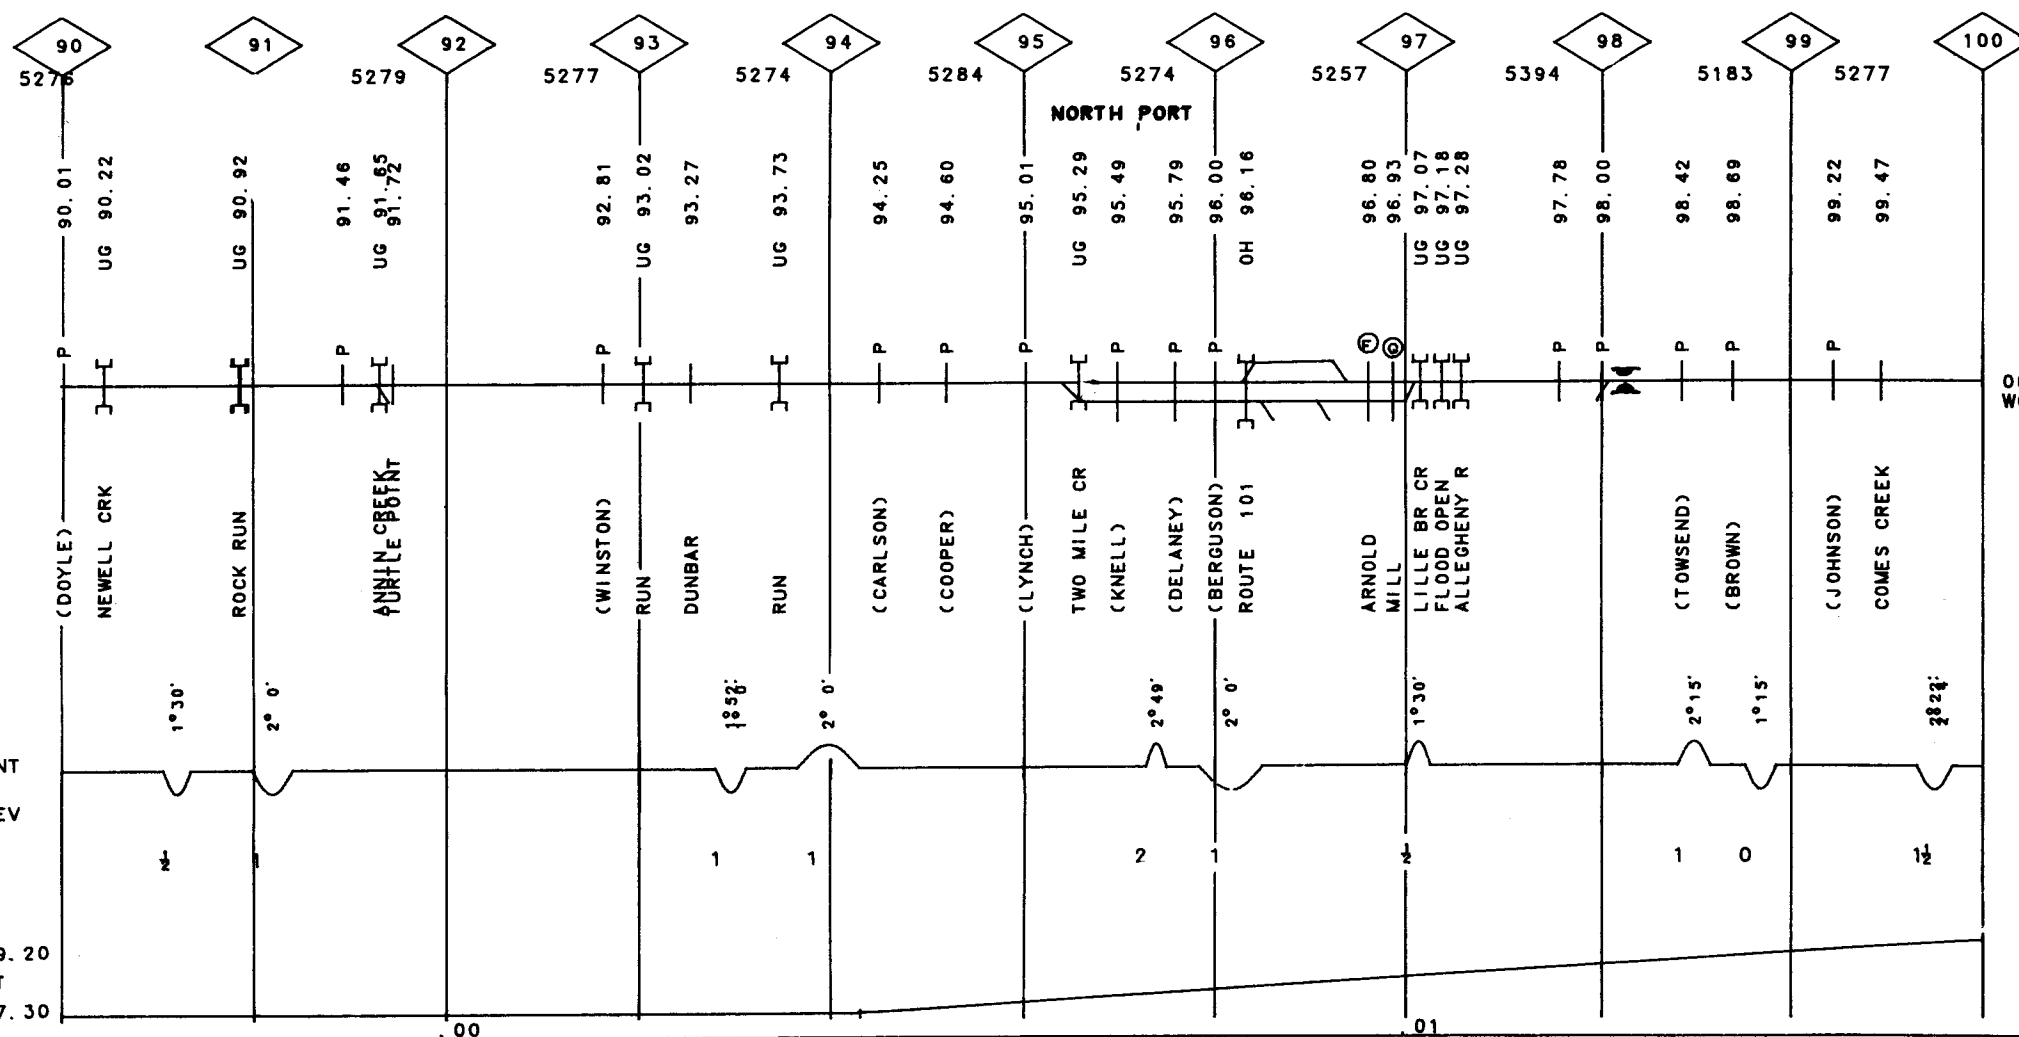 90 91 92 93 94 95 96 97 98 99 100
5276 5279 5277 5274 5284 5274 5257 5394 5183 5277
NORTH PORT
90.01
UG 90.22
UG 90.92
91.46
UG 91.65
91.72
92.81
UG 93.02
93.27
UG 93.73
94.25
94.60
95.01
UG 95.29
95.49
95.79
96.00
OH 96.16
96.80
96.93
UG 97.07
UG 97.18
UG 97.28
97.78
98.00
98.42
98.69
99.22
99.47
P P P P P P P P P F Q P P P P P
(DOYLE)
NEWELL CRK
ROCK RUN
ANNIN CREEK
TURTLE POINT
(WINSTON)
RUN
DUNBAR
RUN
(CARLSON)
(COOPER)
(LYNCH)
TWO MILE CR
(KNELL)
(DELANEY)
(BERGUSON)
ROUTE 101
ARNOLD
MILL
LILLE BR CR
FLOOD OPEN
ALLEGHENY R
(TOWSEND)
(BROWN)
(JOHNSON)
COMES CREEK
1°30' 2° 0' 2° 0' 2°49' 2° 0' 1°30' 2°15' 1°15'
NT
EV
½ 1 1 1 2 1 ½ 1 0 1½
9.20
T
7.30
.00 .01